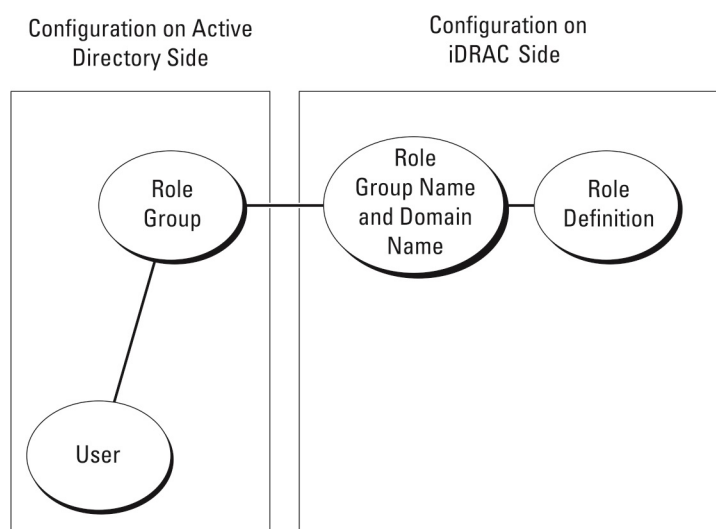 Configuration on Active
Directory Side
Configuration on
iDRAC Side
Role
Group
Role
Group Name
and Domain
Name
Role
Definition
User